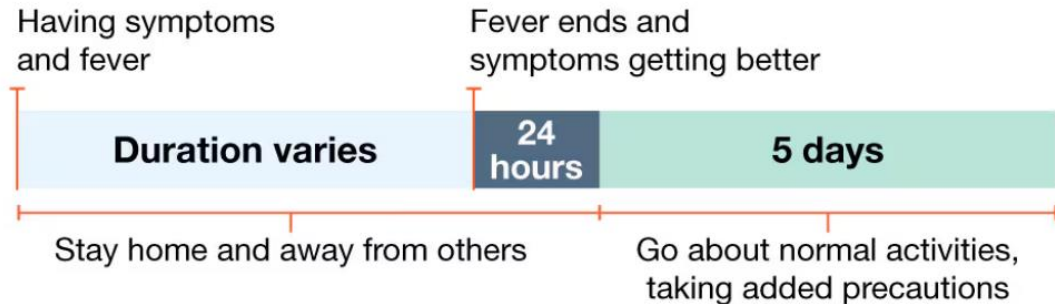 Having symptoms
and fever
Fever ends and
symptoms getting better
Duration varies
24
hours
5 days
Stay home and away from others
Go about normal activities,
taking added precautions